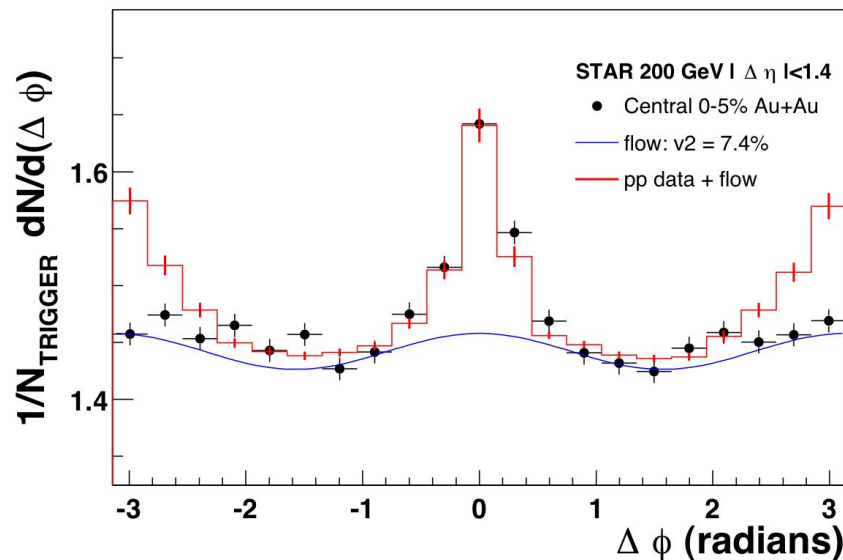 1/N_TRIGGER dN/d(Δ ϕ)
STAR 200 GeV | Δ η |<1.4
Central 0-5% Au+Au
flow: v2 = 7.4%
pp data + flow
1.6
1.4
-3 -2 -1 0 1 2 3
Δ ϕ (radians)